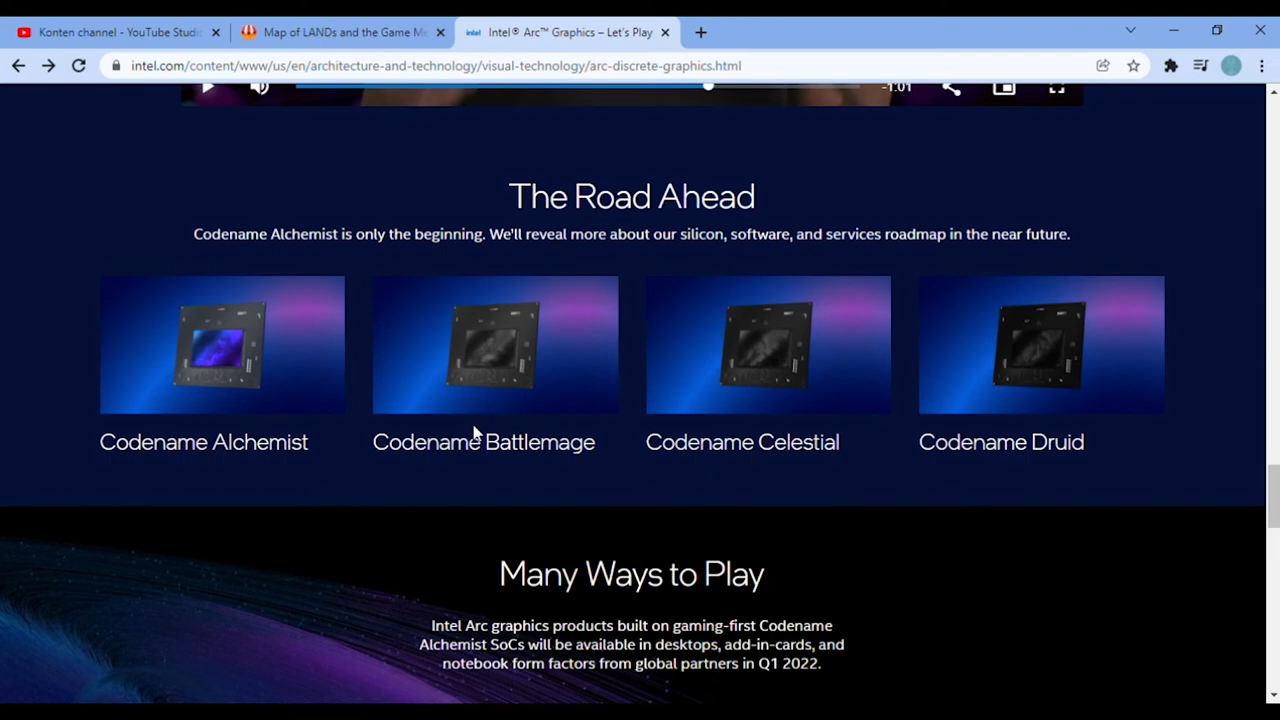 Konten channel - YouTube Studio
Map of LANDs and the Game Me
intel
Intel® Arc™ Graphics – Let's Play
intel.com/content/www/us/en/architecture-and-technology/visual-technology/arc-discrete-graphics.html
-1:01
The Road Ahead
Codename Alchemist is only the beginning. We'll reveal more about our silicon, software, and services roadmap in the near future.
Codename Alchemist
Codename Battlemage
Codename Celestial
Codename Druid
Many Ways to Play
Intel Arc graphics products built on gaming-first Codename
Alchemist SoCs will be available in desktops, add-in-cards, and
notebook form factors from global partners in Q1 2022.